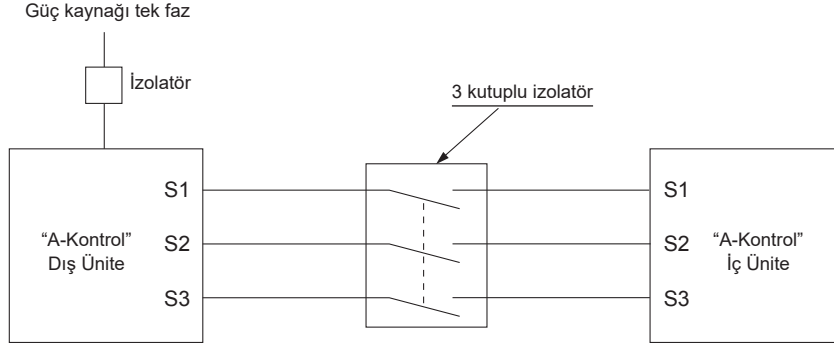 Güç kaynağı tek faz
İzolatör
3 kutuplu izolatör
S1
S2
S3
“A-Kontrol”
Dış Ünite
S1
S2
S3
“A-Kontrol”
İç Ünite